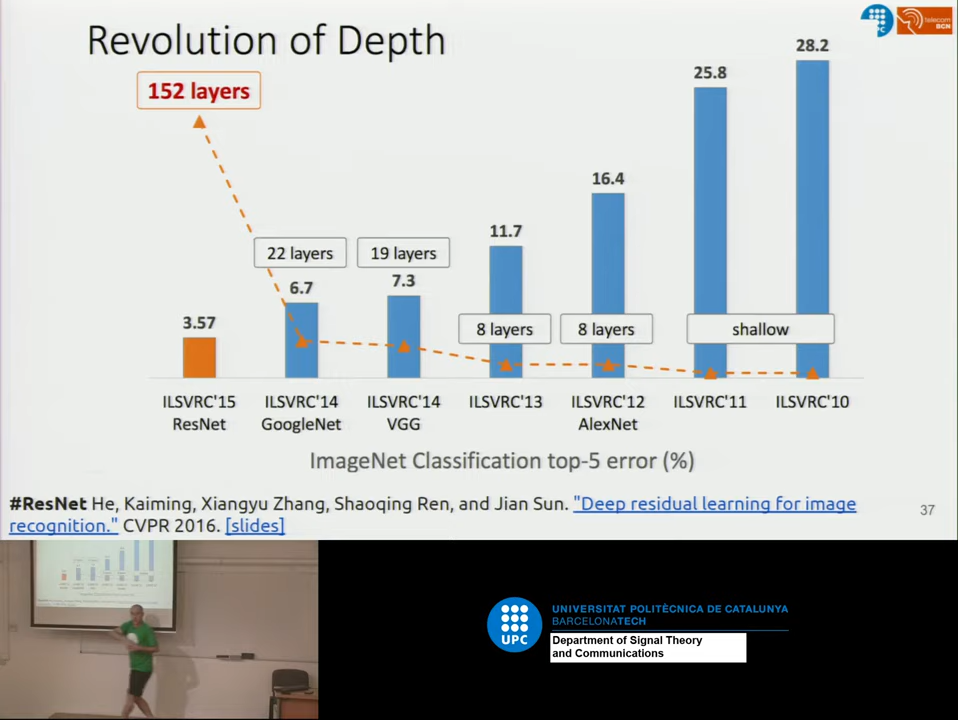 Revolution of Depth
UPC
telecom
BCN
152 layers
28.2
25.8
16.4
11.7
22 layers
19 layers
6.7
7.3
3.57
8 layers
8 layers
shallow
ILSVRC'15
ResNet
ILSVRC'14
GoogleNet
ILSVRC'14
VGG
ILSVRC'13
ILSVRC'12
AlexNet
ILSVRC'11
ILSVRC'10
ImageNet Classification top-5 error (%)
#ResNet He, Kaiming, Xiangyu Zhang, Shaoqing Ren, and Jian Sun. "Deep residual learning for image
recognition." CVPR 2016. [slides]
37
UPC
UNIVERSITAT POLITÈCNICA DE CATALUNYA
BARCELONATECH
Department of Signal Theory
and Communications